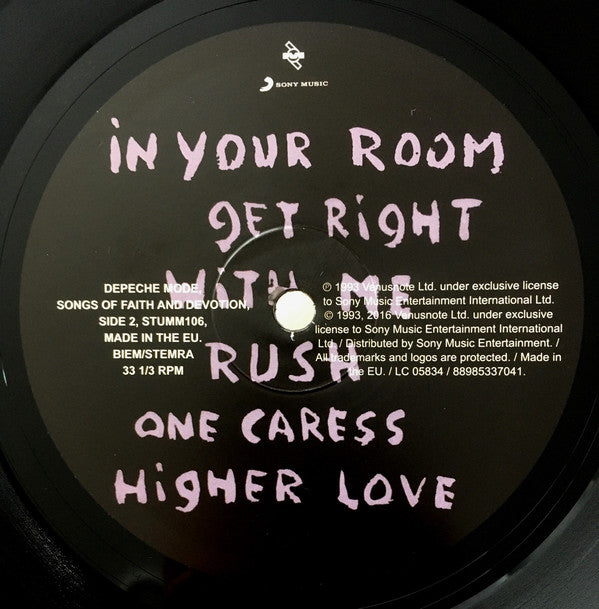 SONY MUSIC
iN YOUR ROOM
gET RigHT
WITH ME
RUSH
ONE CARESS
HigHER LOVE
DEPECHE MODE,
SONGS OF FAITH AND DEVOTION,
SIDE 2, STUMM106,
MADE IN THE EU.
BIEM/STEMRA
33 1/3 RPM
℗ 1993 Venusnote Ltd. under exclusive license
to Sony Music Entertainment International Ltd.
© 1993, 2016 Venusnote Ltd. under exclusive
license to Sony Music Entertainment International
Ltd. / Distributed by Sony Music Entertainment. /
All trademarks and logos are protected. / Made in
the EU. / LC 05834 / 88985337041.